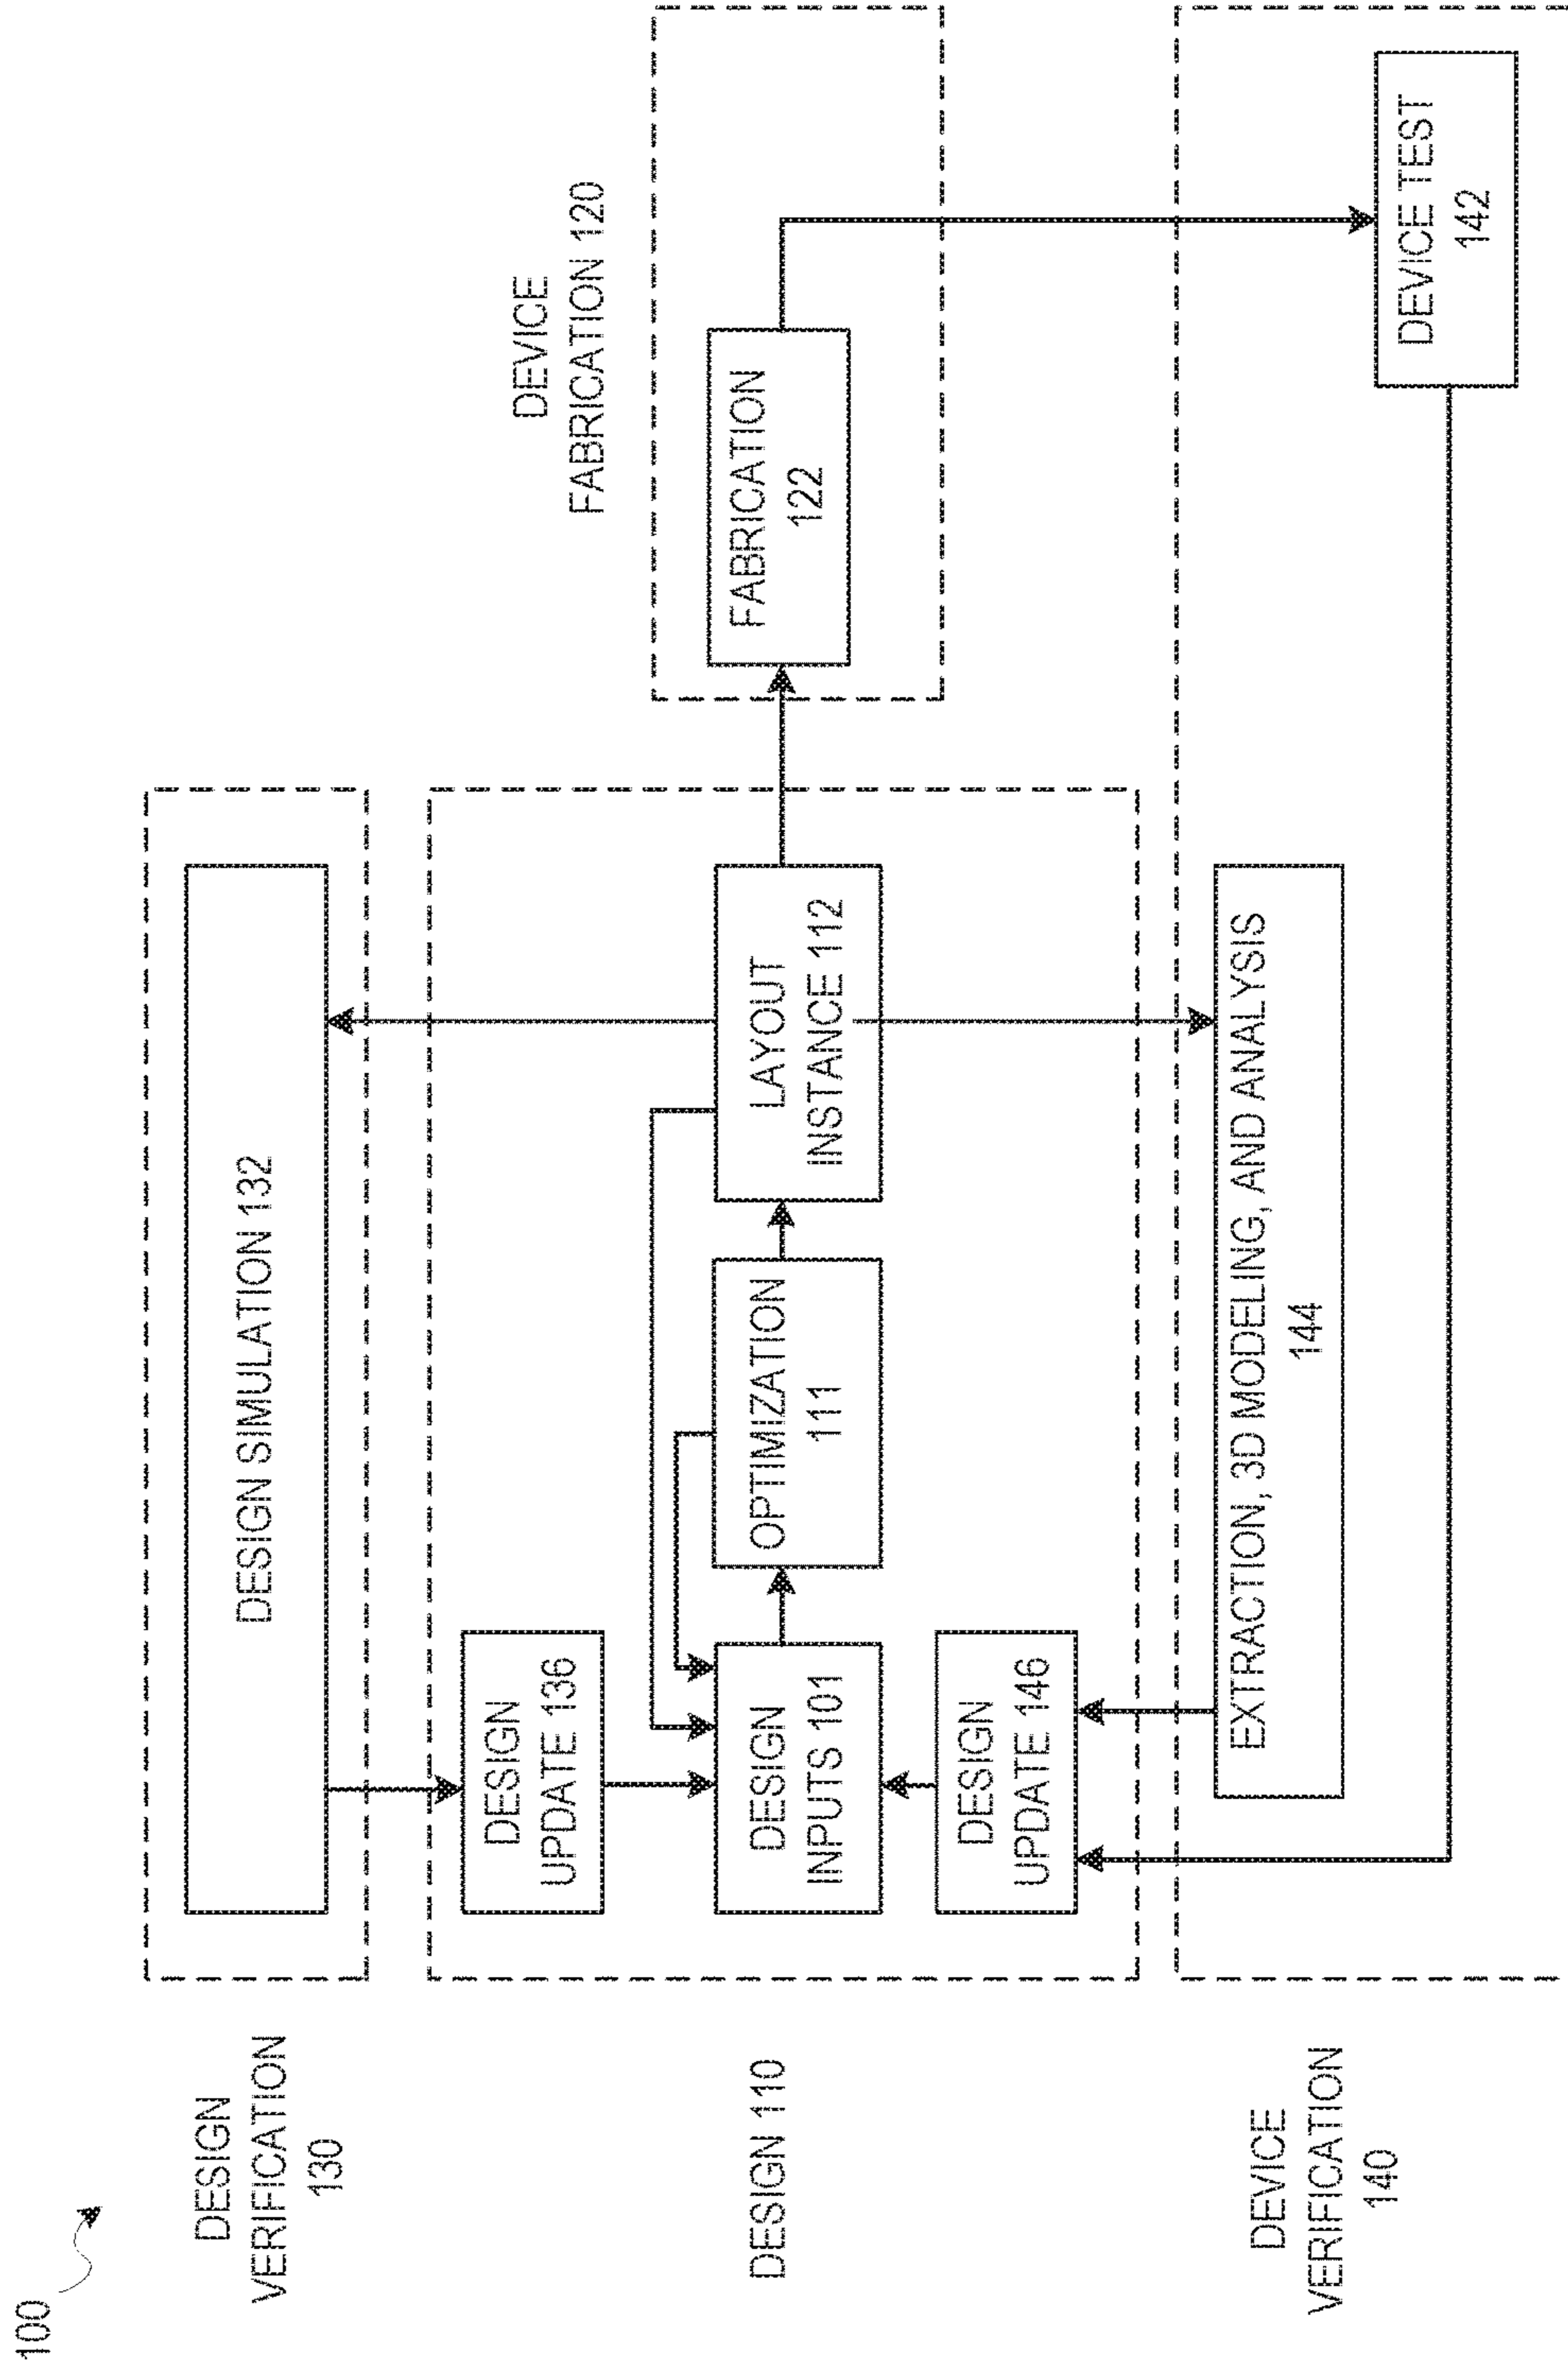 100
DESIGN
VERIFICATION
130
DESIGN SIMULATION 132
DESIGN 110
DESIGN
UPDATE 136
DESIGN
INPUTS 101
DESIGN
UPDATE 146
OPTIMIZATION
111
LAYOUT
INSTANCE 112
DEVICE
FABRICATION 120
FABRICATION
122
DEVICE
VERIFICATION
140
EXTRACTION, 3D MODELING, AND ANALYSIS
144
DEVICE TEST
142